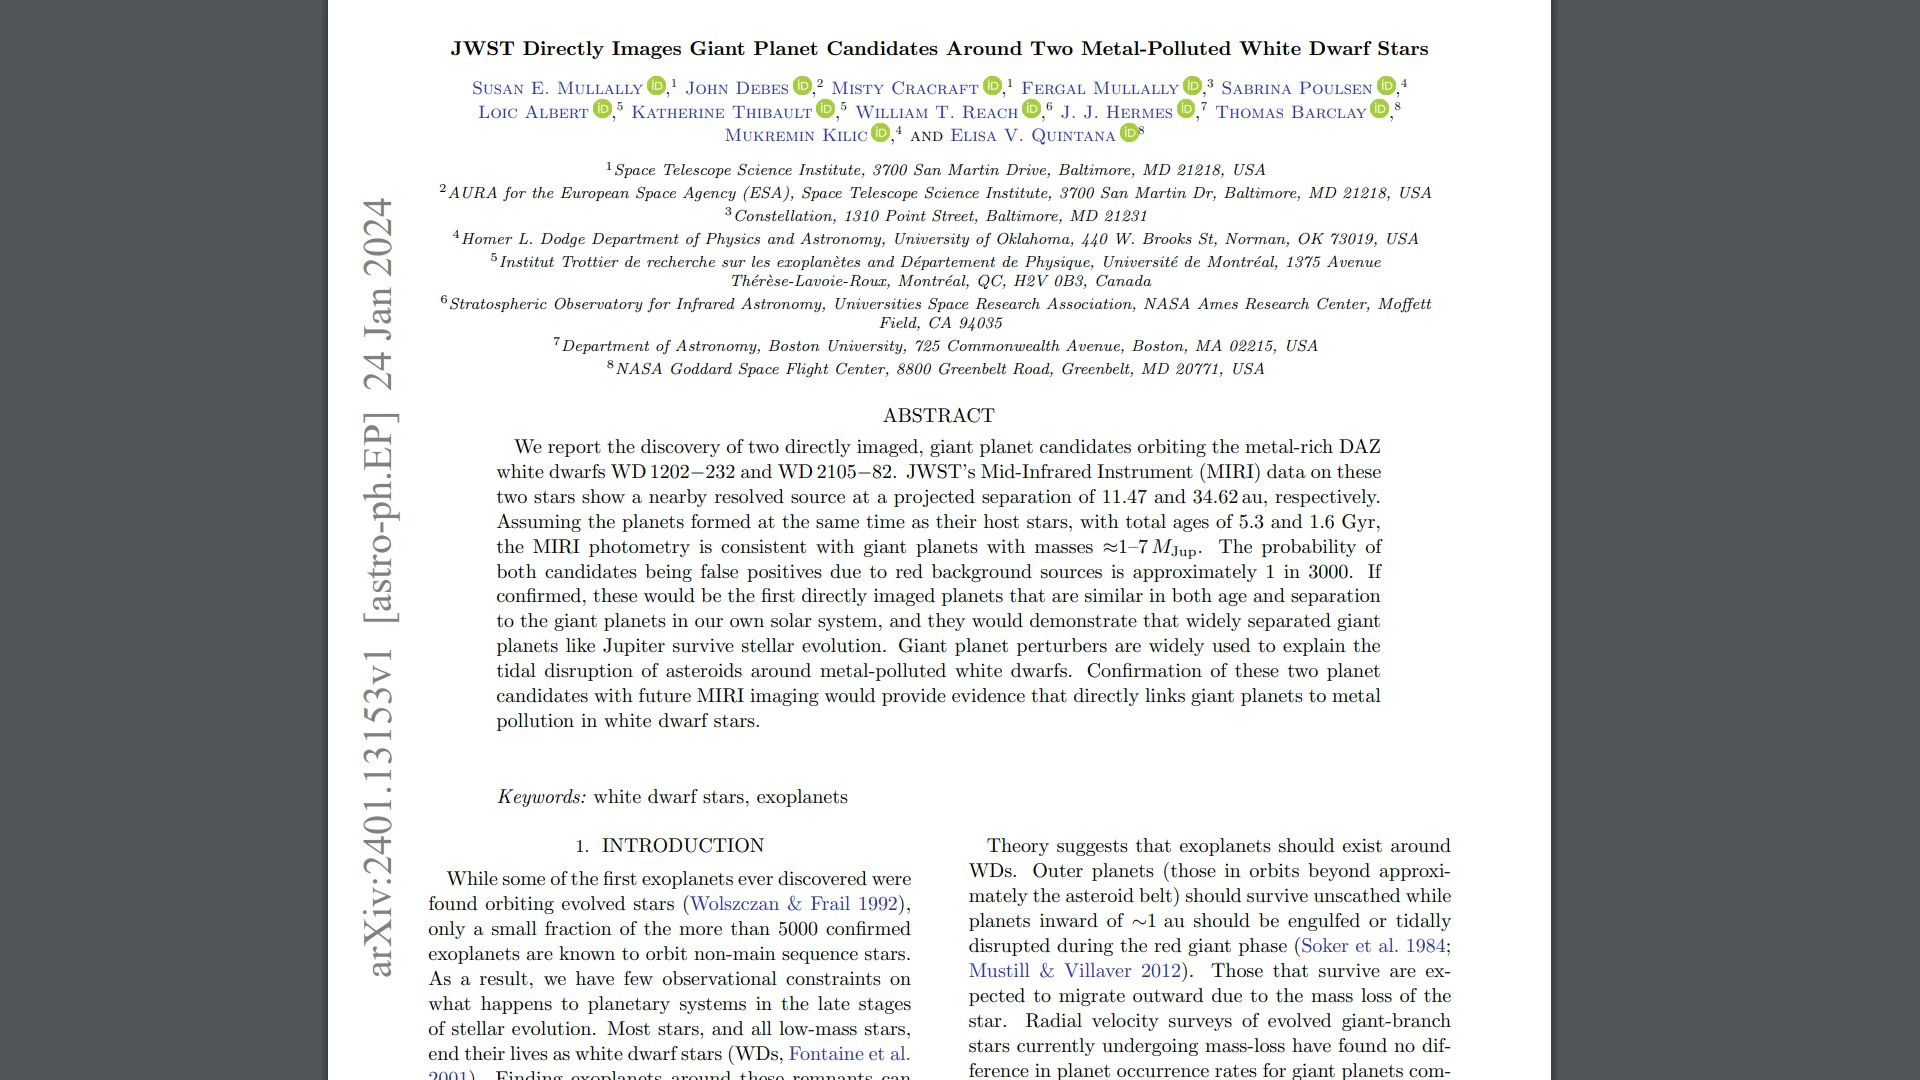 JWST Directly Images Giant Planet Candidates Around Two Metal-Polluted White Dwarf Stars
Susan E. Mullally iD,1 John Debes iD,2 Misty Cracraft iD,1 Fergal Mullally iD,3 Sabrina Poulsen iD,4
Loic Albert iD,5 Katherine Thibault iD,5 William T. Reach iD,6 J. J. Hermes iD,7 Thomas Barclay iD,8
Mukremin Kilic iD,4 and Elisa V. Quintana iD8
1Space Telescope Science Institute, 3700 San Martin Drive, Baltimore, MD 21218, USA
2AURA for the European Space Agency (ESA), Space Telescope Science Institute, 3700 San Martin Dr, Baltimore, MD 21218, USA
3Constellation, 1310 Point Street, Baltimore, MD 21231
4Homer L. Dodge Department of Physics and Astronomy, University of Oklahoma, 440 W. Brooks St, Norman, OK 73019, USA
5Institut Trottier de recherche sur les exoplanètes and Département de Physique, Université de Montréal, 1375 Avenue
Thérèse-Lavoie-Roux, Montréal, QC, H2V 0B3, Canada
6Stratospheric Observatory for Infrared Astronomy, Universities Space Research Association, NASA Ames Research Center, Moffett
Field, CA 94035
7Department of Astronomy, Boston University, 725 Commonwealth Avenue, Boston, MA 02215, USA
8NASA Goddard Space Flight Center, 8800 Greenbelt Road, Greenbelt, MD 20771, USA
ABSTRACT
We report the discovery of two directly imaged, giant planet candidates orbiting the metal-rich DAZ
white dwarfs WD 1202−232 and WD 2105−82. JWST's Mid-Infrared Instrument (MIRI) data on these
two stars show a nearby resolved source at a projected separation of 11.47 and 34.62 au, respectively.
Assuming the planets formed at the same time as their host stars, with total ages of 5.3 and 1.6 Gyr,
the MIRI photometry is consistent with giant planets with masses ≈1–7 MJup. The probability of
both candidates being false positives due to red background sources is approximately 1 in 3000. If
confirmed, these would be the first directly imaged planets that are similar in both age and separation
to the giant planets in our own solar system, and they would demonstrate that widely separated giant
planets like Jupiter survive stellar evolution. Giant planet perturbers are widely used to explain the
tidal disruption of asteroids around metal-polluted white dwarfs. Confirmation of these two planet
candidates with future MIRI imaging would provide evidence that directly links giant planets to metal
pollution in white dwarf stars.
Keywords: white dwarf stars, exoplanets
1. INTRODUCTION
While some of the first exoplanets ever discovered were
found orbiting evolved stars (Wolszczan & Frail 1992),
only a small fraction of the more than 5000 confirmed
exoplanets are known to orbit non-main sequence stars.
As a result, we have few observational constraints on
what happens to planetary systems in the late stages
of stellar evolution. Most stars, and all low-mass stars,
end their lives as white dwarf stars (WDs, Fontaine et al.
2001). Finding exoplanets around these remnants can
Theory suggests that exoplanets should exist around
WDs. Outer planets (those in orbits beyond approxi-
mately the asteroid belt) should survive unscathed while
planets inward of ∼1 au should be engulfed or tidally
disrupted during the red giant phase (Soker et al. 1984;
Mustill & Villaver 2012). Those that survive are ex-
pected to migrate outward due to the mass loss of the
star. Radial velocity surveys of evolved giant-branch
stars currently undergoing mass-loss have found no dif-
ference in planet occurrence rates for giant planets com-
arXiv:2401.13153v1 [astro-ph.EP] 24 Jan 2024